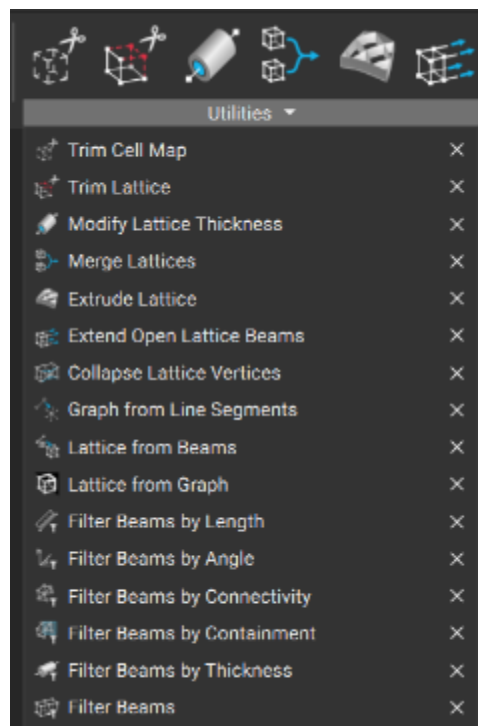 Utilities
Trim Cell Map
Trim Lattice
Modify Lattice Thickness
Merge Lattices
Extrude Lattice
Extend Open Lattice Beams
Collapse Lattice Vertices
Graph from Line Segments
Lattice from Beams
Lattice from Graph
Filter Beams by Length
Filter Beams by Angle
Filter Beams by Connectivity
Filter Beams by Containment
Filter Beams by Thickness
Filter Beams